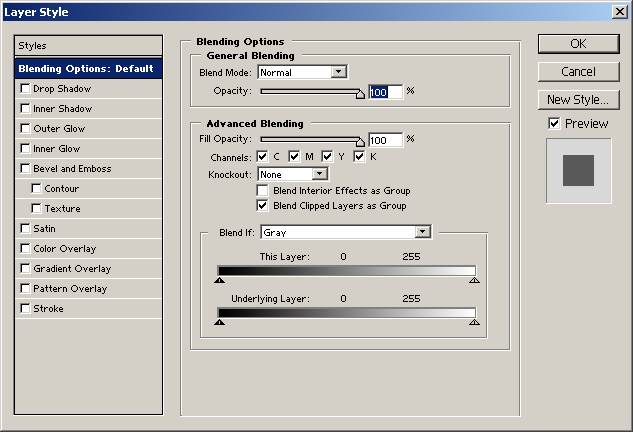 Layer Style
Styles
Blending Options: Default
Drop Shadow
Inner Shadow
Outer Glow
Inner Glow
Bevel and Emboss
Contour
Texture
Satin
Color Overlay
Gradient Overlay
Pattern Overlay
Stroke
Blending Options
General Blending
Blend Mode: Normal
Opacity: 100 %
Advanced Blending
Fill Opacity: 100 %
Channels: C M Y K
Knockout: None
Blend Interior Effects as Group
Blend Clipped Layers as Group
Blend If: Gray
This Layer: 0 255
Underlying Layer: 0 255
OK
Cancel
New Style...
Preview